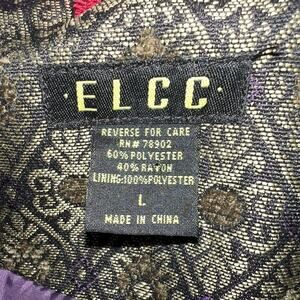 · ELCC ·
REVERSE FOR CARE
RN# 78902
60% POLYESTER
40% RAYON
LINING:100%POLYESTER
L
MADE IN CHINA